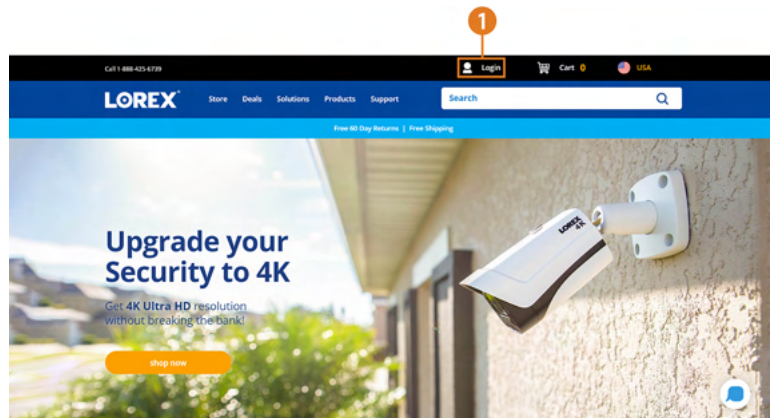 1
Call 1-888-425-6739
Login
Cart 0
USA
LOREX
Store Deals Solutions Products Support
Search
Free 60 Day Returns | Free Shipping
Upgrade your
Security to 4K
Get 4K Ultra HD resolution
without breaking the bank!
shop now
LOREX
4K